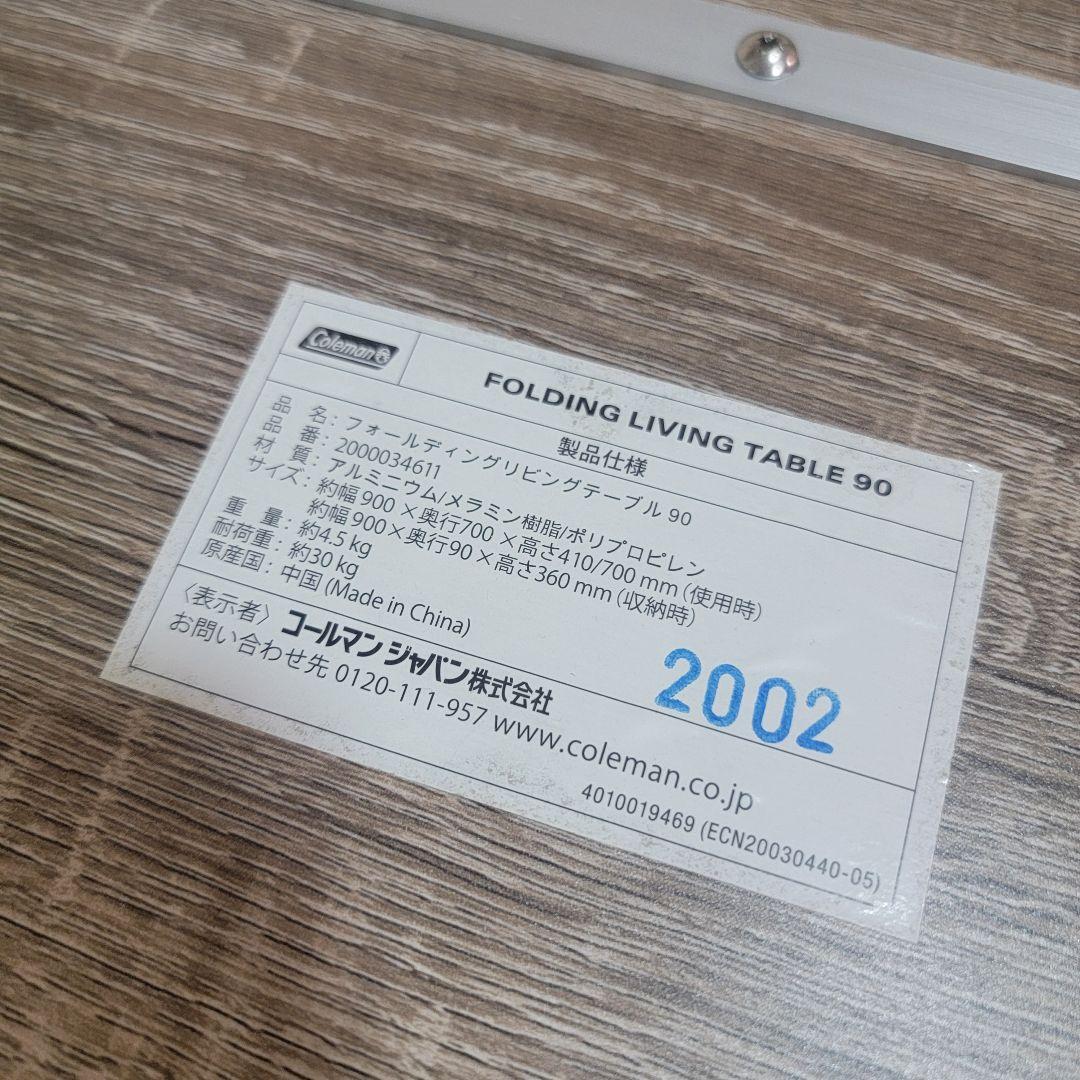 Coleman
FOLDING LIVING TABLE 90
製品仕様
品 名 : フォールディングリビングテーブル 90
品 番 : 2000034611
材 質 : アルミニウム/メラミン樹脂/ポリプロピレン
サイズ : 約幅 900 × 奥行700 × 高さ410/700 mm (使用時)
約幅 900 × 奥行90 × 高さ360 mm (収納時)
重 量 : 約4.5 kg
耐荷重 : 約30 kg
原産国 : 中国 (Made in China)
〈表示者〉 コールマン ジャパン株式会社
お問い合わせ先 0120-111-957 www.coleman.co.jp
2002
4010019469 (ECN20030440-05)